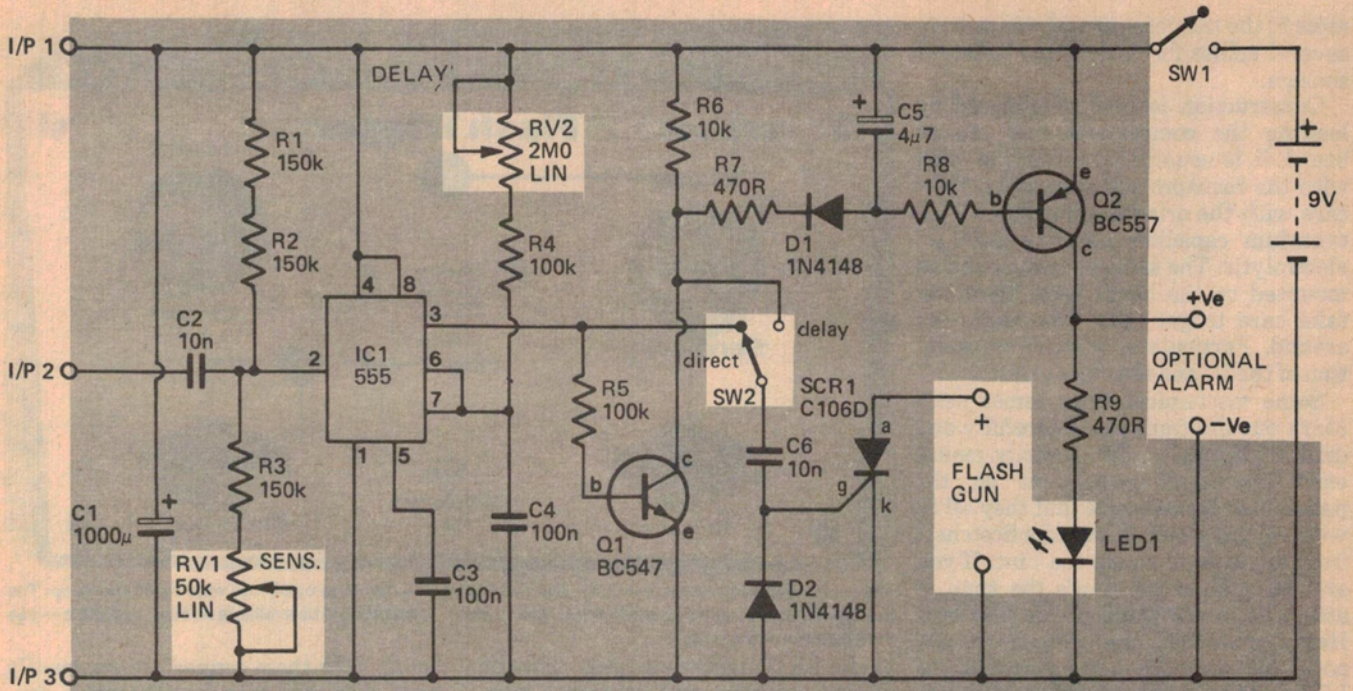 I/P 1
DELAY
RV2
2M0
LIN
R1
150k
R2
150k
R4
100k
R6
10k
R7
470R
D1
1N4148
+
C5
4μ7
R8
10k
b
e
c
Q2
BC557
SW1
+
9V
C2
10n
I/P 2
4
8
3
2
IC1
555
6
7
1
5
R5
100k
delay
direct
SW2
SCR1
C106D
a
g
k
C6
10n
+
FLASH
GUN
+Ve
OPTIONAL
ALARM
-Ve
R9
470R
LED1
R3
150k
C1
1000μ
+
RV1
50k
LIN
SENS.
C3
100n
C4
100n
b
c
e
Q1
BC547
D2
1N4148
I/P 3